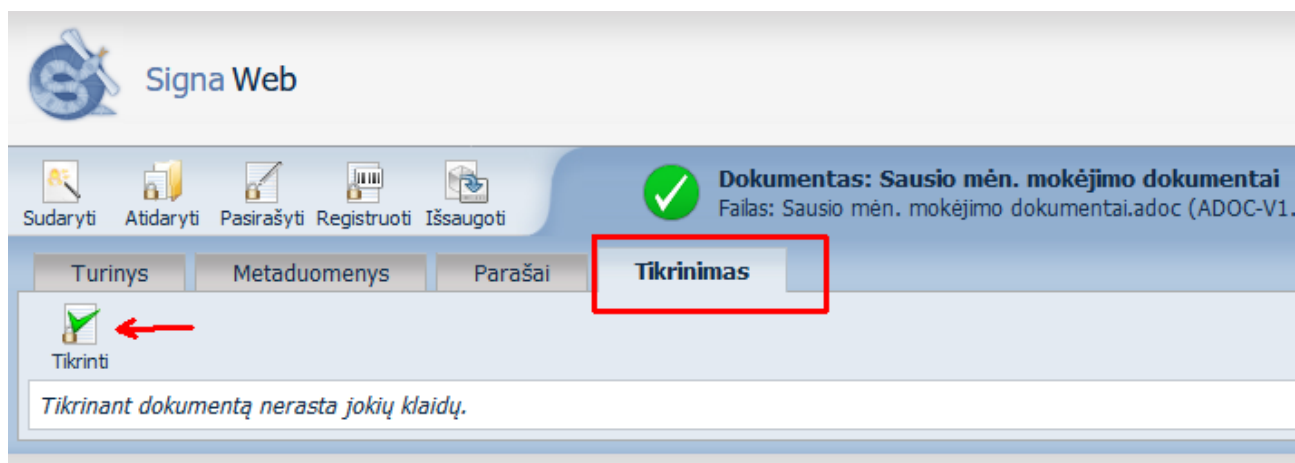 Signa Web
Sudaryti Atidaryti Pasirašyti Registruoti Išsaugoti
Dokumentas: Sausio mėn. mokėjimo dokumentai
Failas: Sausio mėn. mokėjimo dokumentai.adoc (ADOC-V1.
Turinys Metaduomenys Parašai Tikrinimas
Tikrinti
Tikrinant dokumentą nerasta jokių klaidų.